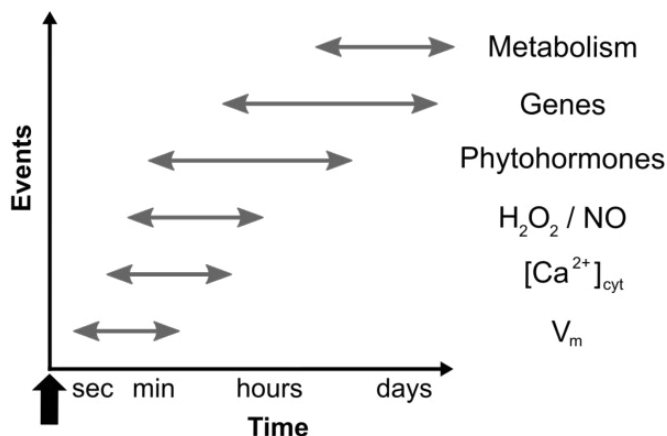 Metabolism
Genes
Phytohormones
H₂O₂ / NO
[Ca²⁺]cyt
Vm
Events
sec min hours days
Time